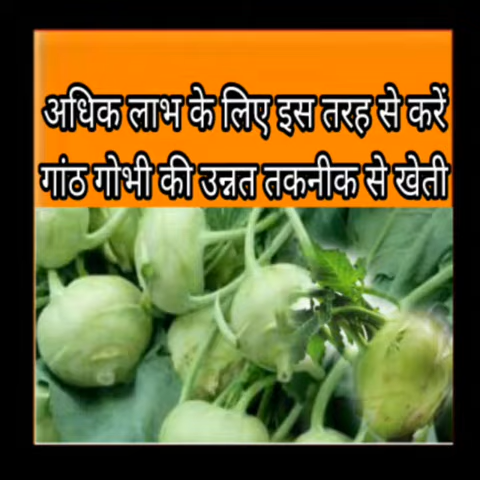 अधिक लाभ के लिए इस तरह से करें
गांठ गोभी की उन्नत तकनीक से खेती